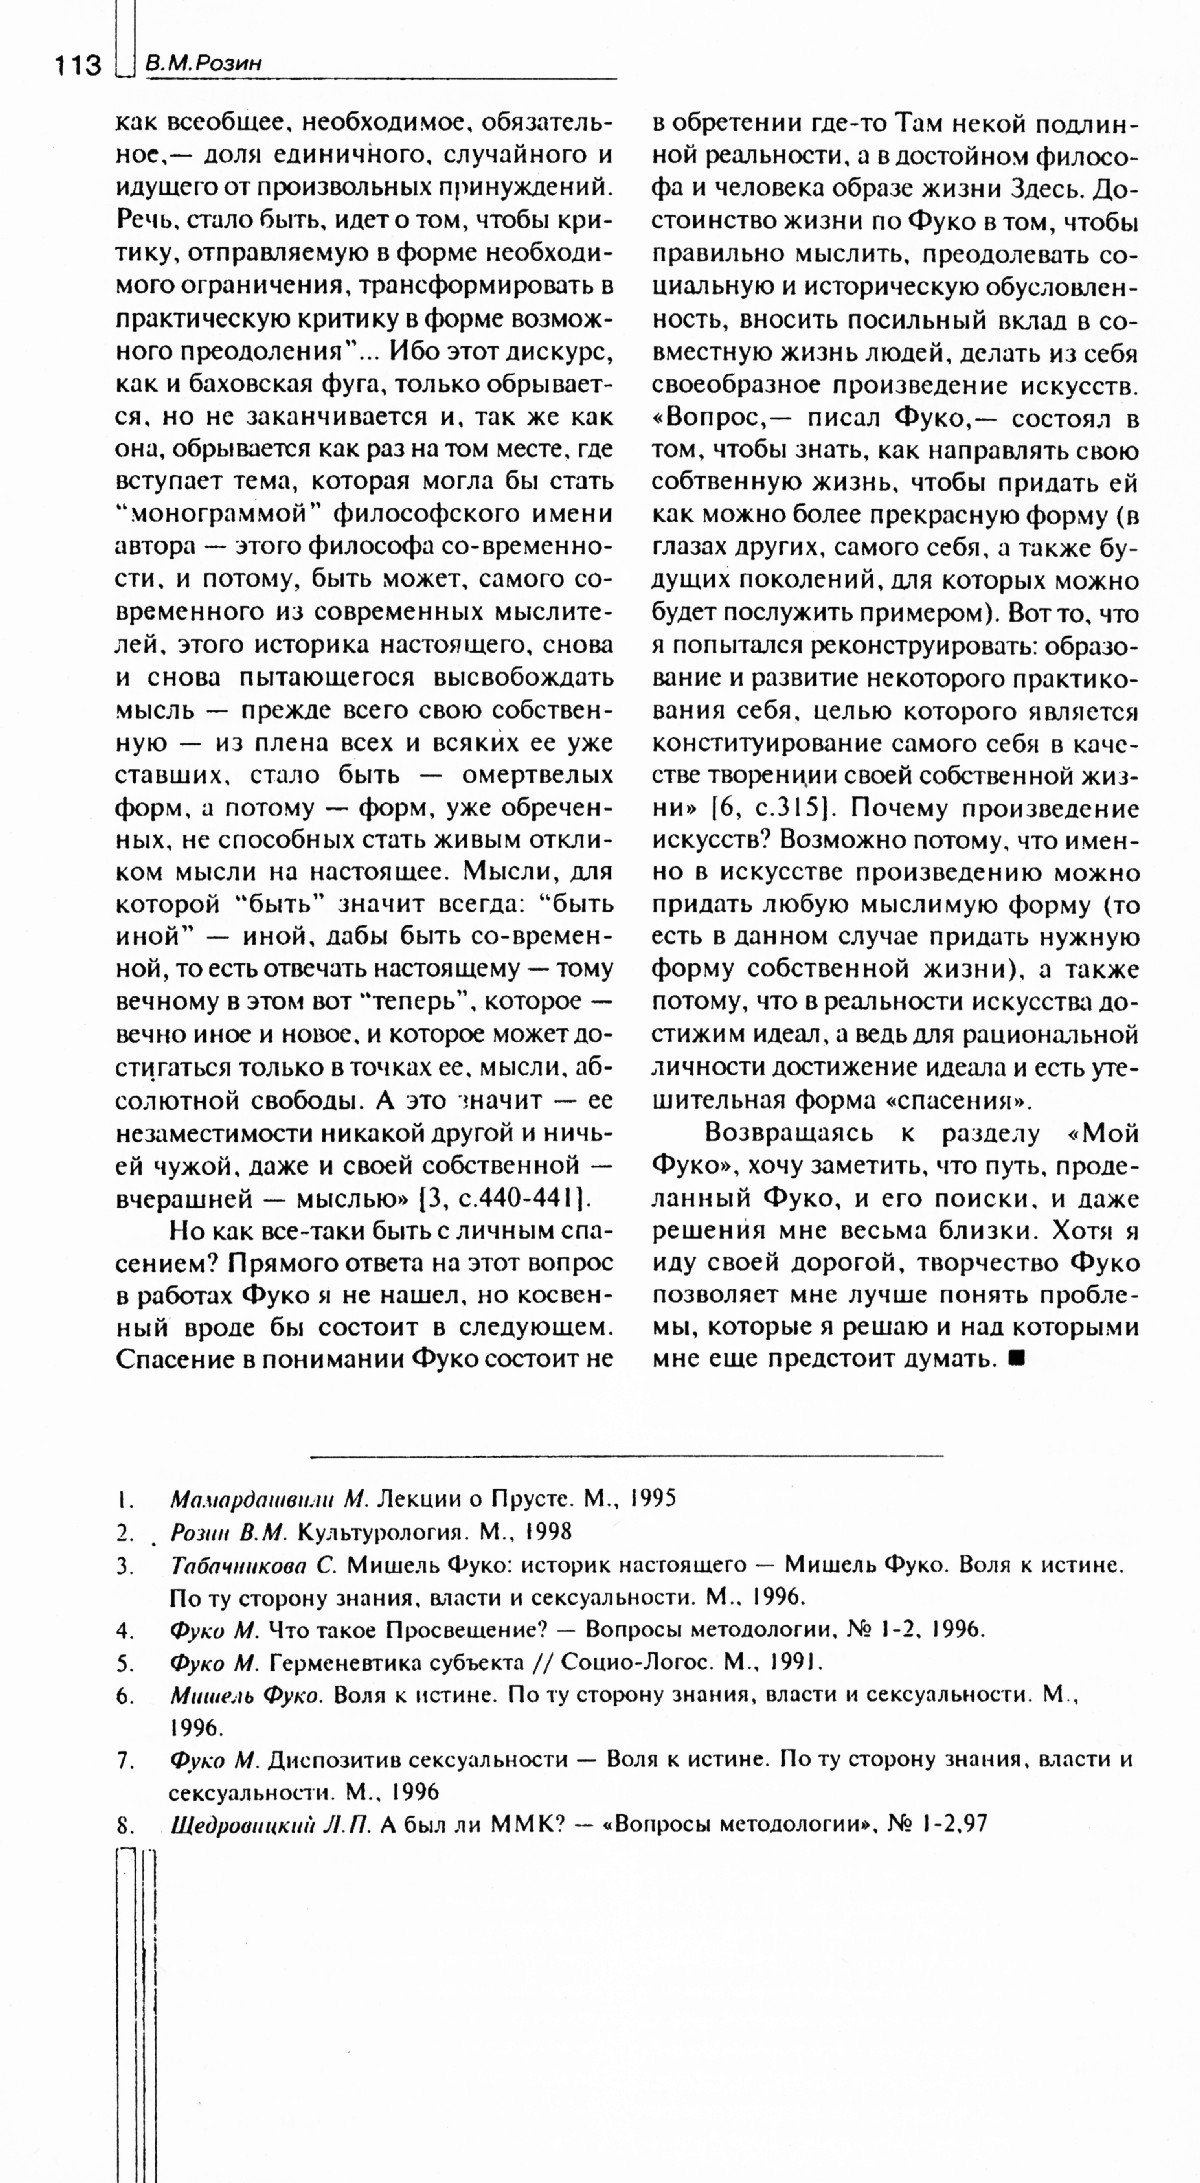 113
В.М.Розин
как всеобщее, необходимое, обязатель-
ное,— доля единичного, случайного и
идущего от произвольных принуждений.
Речь, стало быть, идет о том, чтобы кри-
тику, отправляемую в форме необходи-
мого ограничения, трансформировать в
практическую критику в форме возмож-
ного преодоления”... Ибо этот дискурс,
как и баховская фуга, только обрывает-
ся, но не заканчивается и, так же как
она, обрывается как раз на том месте, где
вступает тема, которая могла бы стать
“монограммой” философского имени
автора — этого философа со-временно-
сти, и потому, быть может, самого со-
временного из современных мыслите-
лей, этого историка настоящего, снова
и снова пытающегося высвобождать
мысль — прежде всего свою собствен-
ную — из плена всех и всяких ее уже
ставших, стало быть — омертвелых
форм, а потому — форм, уже обречен-
ных, не способных стать живым откли-
ком мысли на настоящее. Мысли, для
которой “быть” значит всегда: “быть
иной” — иной, дабы быть со-времен-
ной, то есть отвечать настоящему — тому
вечному в этом вот “теперь”, которое —
вечно иное и новое, и которое может до-
стигаться только в точках ее, мысли, аб-
солютной свободы. А это значит — ее
незаместимости никакой другой и ничь-
ей чужой, даже и своей собственной —
вчерашней — мыслью» [3, с.440-441].
Но как все-таки быть с личным спа-
сением? Прямого ответа на этот вопрос
в работах Фуко я не нашел, но косвен-
ный вроде бы состоит в следующем.
Спасение в понимании Фуко состоит не
в обретении где-то Там некой подлин-
ной реальности, а в достойном филосо-
фа и человека образе жизни Здесь. До-
стоинство жизни по Фуко в том, чтобы
правильно мыслить, преодолевать со-
циальную и историческую обусловлен-
ность, вносить посильный вклад в со-
вместную жизнь людей, делать из себя
своеобразное произведение искусств.
«Вопрос,— писал Фуко,— состоял в
том, чтобы знать, как направлять свою
собтвенную жизнь, чтобы придать ей
как можно более прекрасную форму (в
глазах других, самого себя, а также бу-
дущих поколений, для которых можно
будет послужить примером). Вот то, что
я попытался реконструировать: образо-
вание и развитие некоторого практико-
вания себя, целью которого является
конституирование самого себя в каче-
стве творенции своей собственной жиз-
ни» [6, с.315]. Почему произведение
искусств? Возможно потому, что имен-
но в искусстве произведению можно
придать любую мыслимую форму (то
есть в данном случае придать нужную
форму собственной жизни), а также
потому, что в реальности искусства до-
стижим идеал, а ведь для рациональной
личности достижение идеала и есть уте-
шительная форма «спасения».
Возвращаясь к разделу «Мой
Фуко», хочу заметить, что путь, проде-
ланный Фуко, и его поиски, и даже
решения мне весьма близки. Хотя я
иду своей дорогой, творчество Фуко
позволяет мне лучше понять пробле-
мы, которые я решаю и над которыми
мне еще предстоит думать. ■
1. Мамардашвили М. Лекции о Прусте. М., 1995
2. Розин В.М. Культурология. М., 1998
3. Табачникова С. Мишель Фуко: историк настоящего — Мишель Фуко. Воля к истине.
По ту сторону знания, власти и сексуальности. М., 1996.
4. Фуко М. Что такое Просвещение? — Вопросы методологии, № 1-2, 1996.
5. Фуко М. Герменевтика субъекта // Социо-Логос. М., 1991.
6. Мишель Фуко. Воля к истине. По ту сторону знания, власти и сексуальности. М.,
1996.
7. Фуко М. Диспозитив сексуальности — Воля к истине. По ту сторону знания, власти и
сексуальности. М., 1996
8. Щедровицкий Л.П. А был ли ММК? — «Вопросы методологии», № 1-2,97